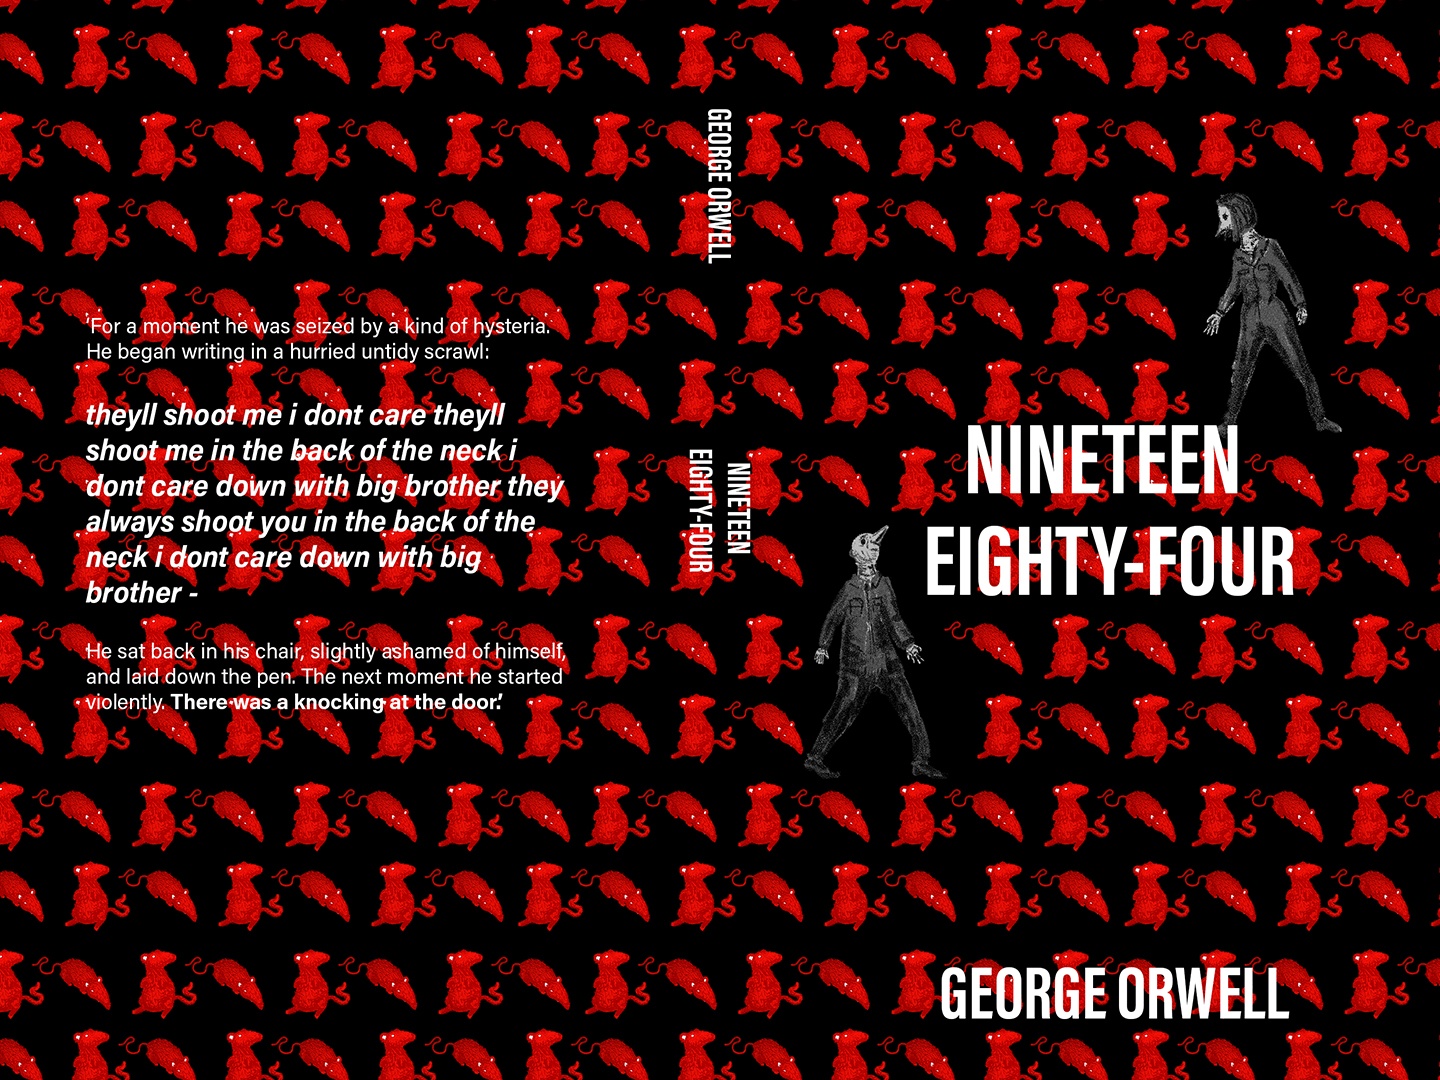 ‘For a moment he was seized by a kind of hysteria.
He began writing in a hurried untidy scrawl:
theyll shoot me i dont care theyll
shoot me in the back of the neck i
dont care down with big brother they
always shoot you in the back of the
neck i dont care down with big
brother -
He sat back in his chair, slightly ashamed of himself,
and laid down the pen. The next moment he started
violently. There was a knocking at the door.’
GEORGE ORWELL
NINETEEN
EIGHTY-FOUR
NINETEEN
EIGHTY-FOUR
GEORGE ORWELL